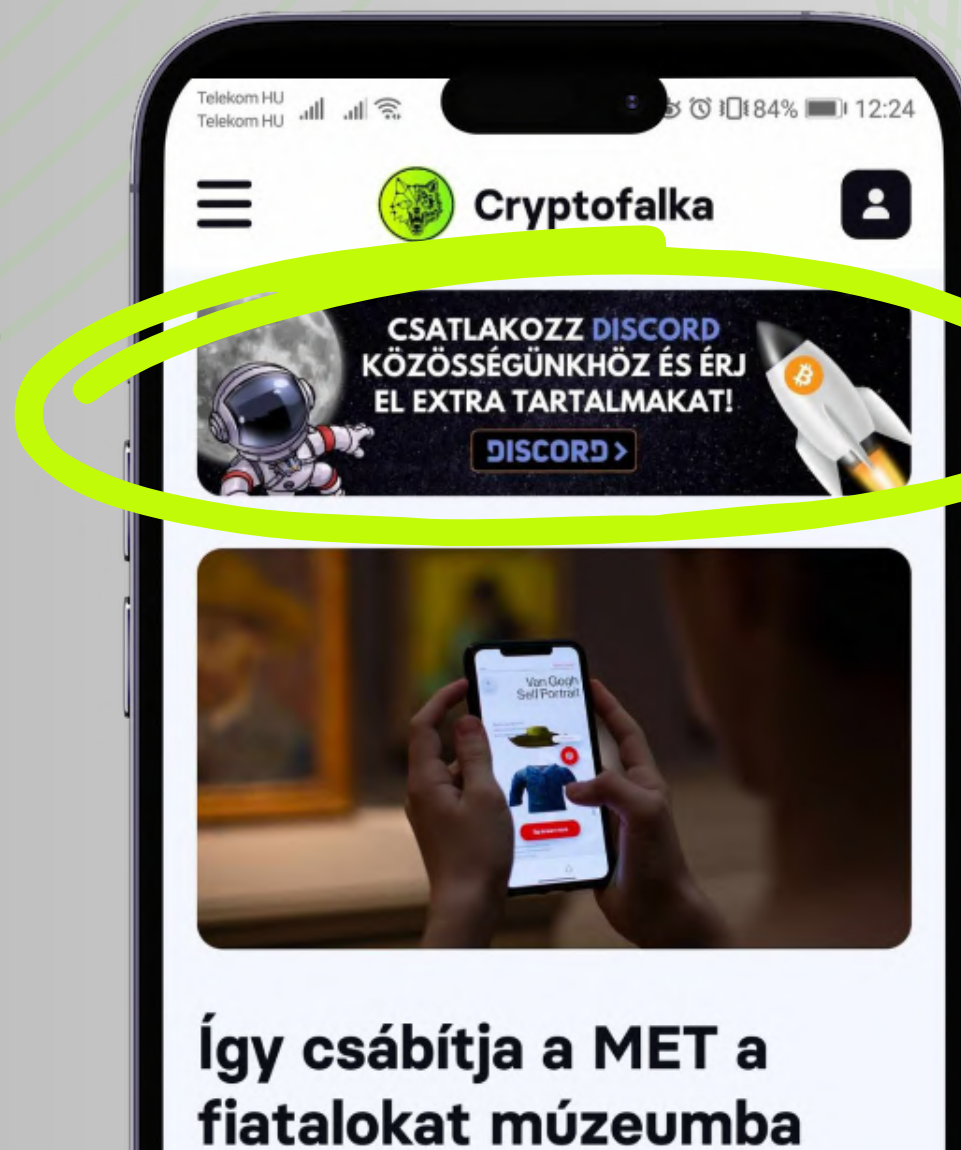 Telekom HU
Telekom HU
84% 12:24
Cryptofalka
CSATLAKOZZ DISCORD
KÖZÖSSÉGÜNKHÖZ ÉS ÉRJ
EL EXTRA TARTALMAKAT!
DISCORD >
Van Gogh
Self Portrait
Így csábítja a MET a
fiatalokat múzeumba